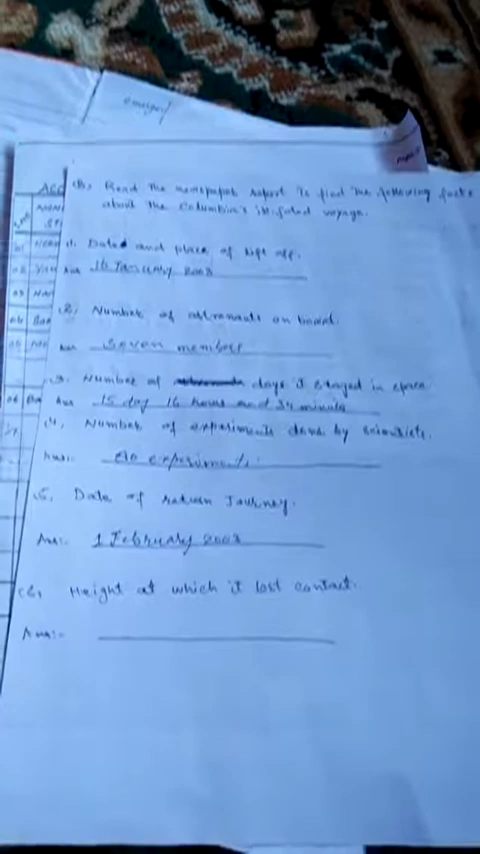 emerged
(B) Read the newspaper report to find the following facts
about the Columbia's ill-fated voyage.
(1. Date and place of lift off.
Ans 16 January 2003
(2. Number of astronauts on board.
Ans Seven members
3. Number of days it stayed in space.
Ans 15 day 16 hours and 34 minute
(4. Number of experiments done by scientists.
Ans:- 80 experiments.
(5. Date of return Journey.
Ans:- 1 February 2003
(6. Height at which it lost contact.
Ans:-